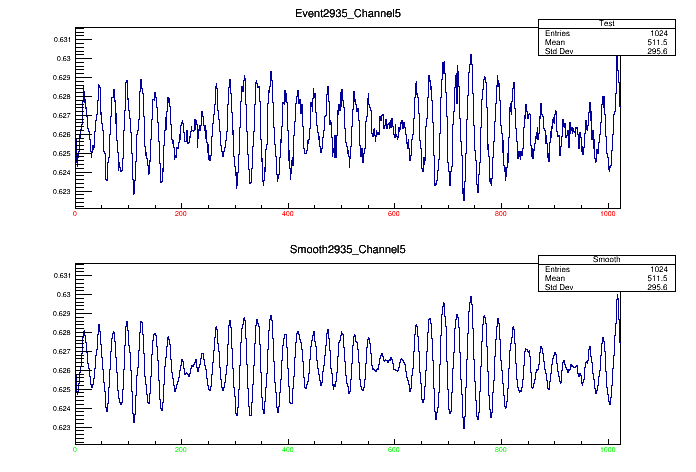 Event2935_Channel5
Test
Entries 1024
Mean 511.5
Std Dev 295.6
0.631
0.63
0.629
0.628
0.627
0.626
0.625
0.624
0.623
0 200 400 600 800 1000
Smooth2935_Channel5
Smooth
Entries 1024
Mean 511.5
Std Dev 295.6
0.631
0.63
0.629
0.628
0.627
0.626
0.625
0.624
0.623
0 200 400 600 800 1000